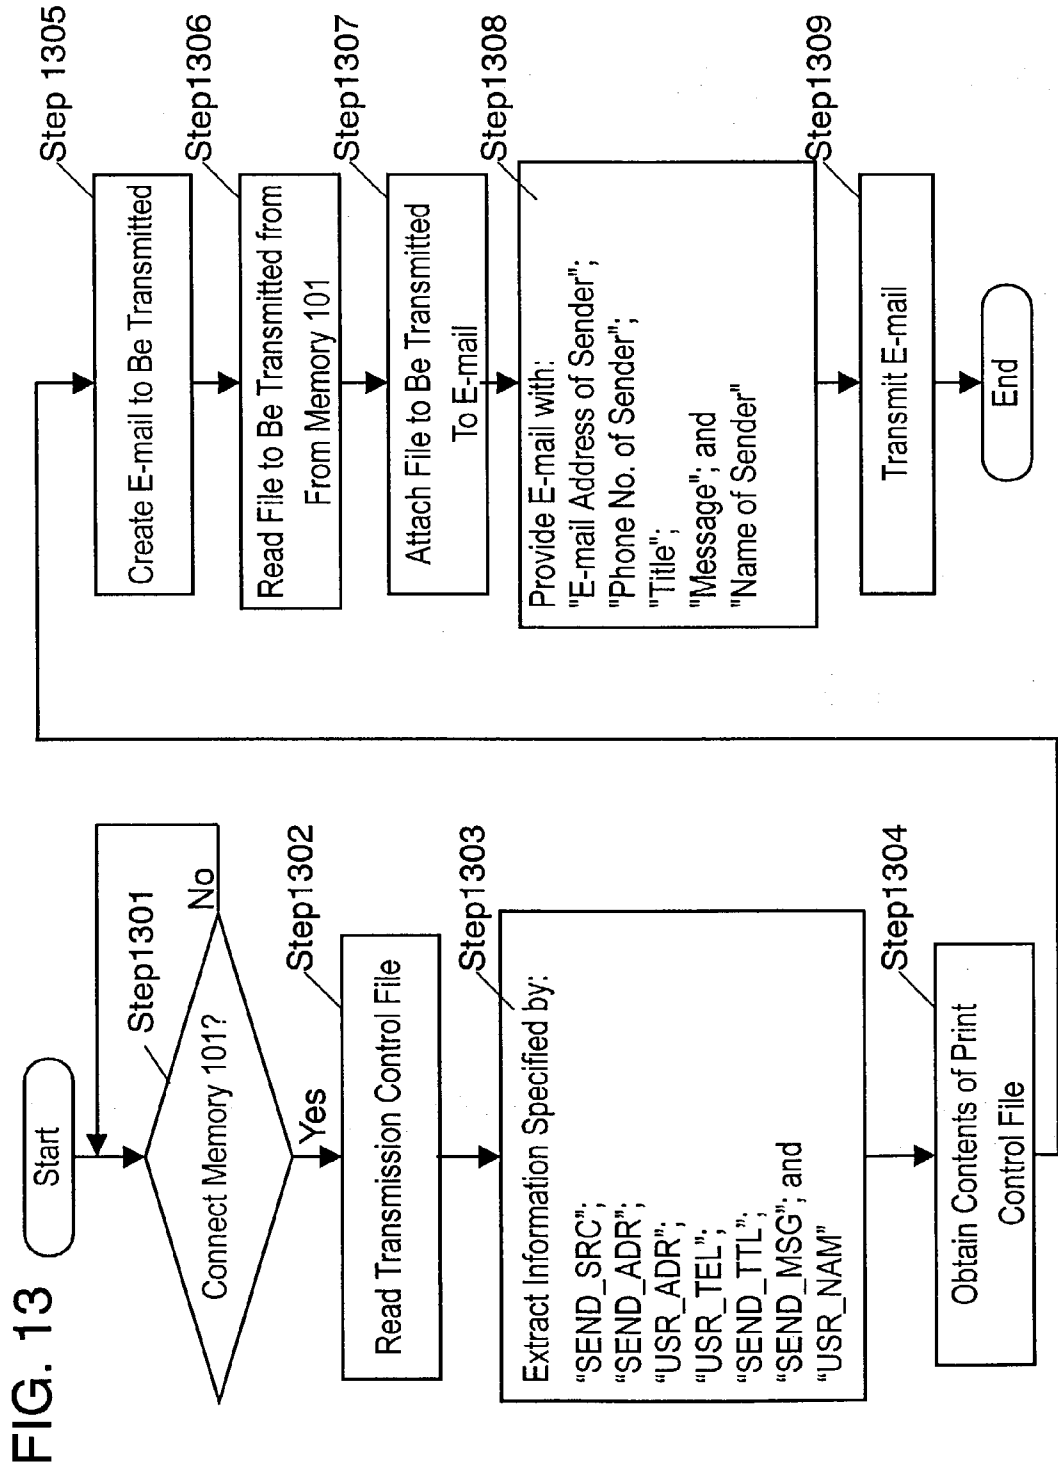 FIG. 13
Start
Step1301
Connect Memory 101?
No
Yes
Step1302
Read Transmission Control File
Step1303
Extract Information Specified by:
“SEND_SRC”;
“SEND_ADR”;
“USR_ADR”;
“USR_TEL”;
“SEND_TTL”;
“SEND_MSG”; and
“USR_NAM”
Step1304
Obtain Contents of Print
Control File
Step 1305
Create E-mail to Be Transmitted
Step1306
Read File to Be Transmitted from
From Memory 101
Step1307
Attach File to Be Transmitted
To E-mail
Step1308
Provide E-mail with:
"E-mail Address of Sender";
"Phone No. of Sender";
"Title";
"Message"; and
"Name of Sender"
Step1309
Transmit E-mail
End